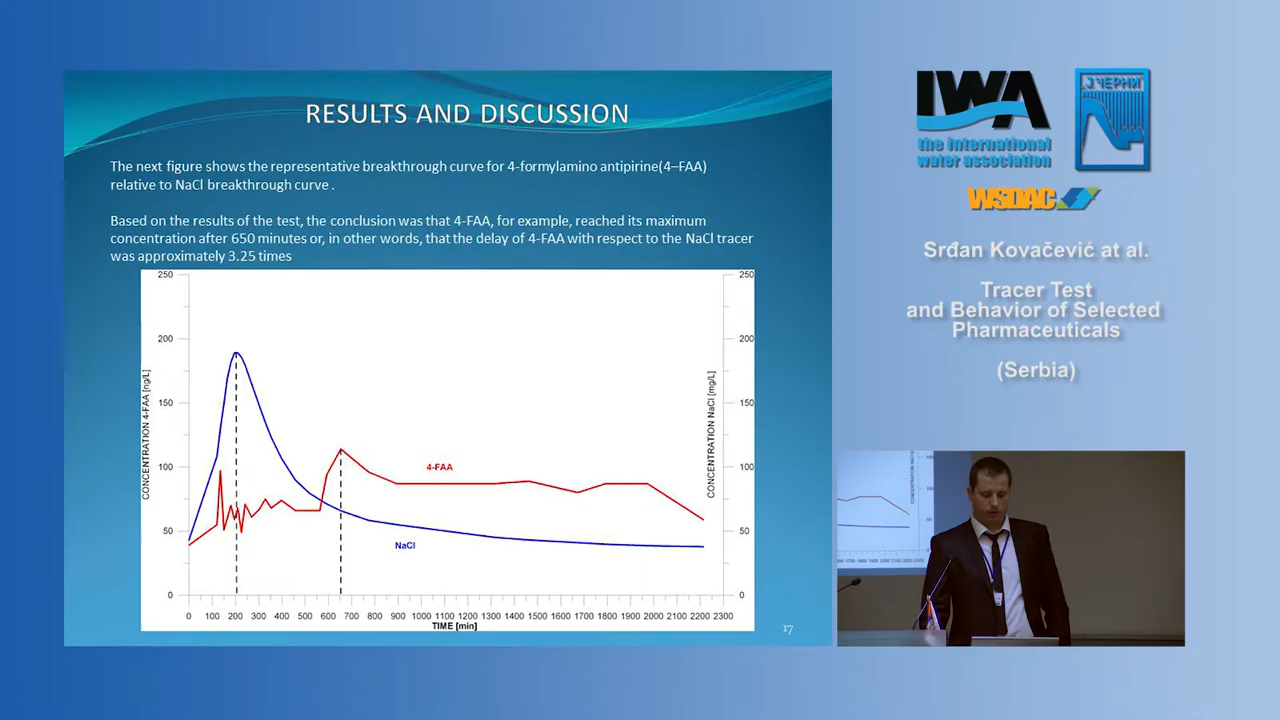 RESULTS AND DISCUSSION
The next figure shows the representative breakthrough curve for 4-formylamino antipirine(4–FAA)
relative to NaCl breakthrough curve .
Based on the results of the test, the conclusion was that 4-FAA, for example, reached its maximum
concentration after 650 minutes or, in other words, that the delay of 4-FAA with respect to the NaCl tracer
was approximately 3.25 times
250
200
150
100
50
0
CONCENTRATION 4-FAA [ng/L]
4-FAA
NaCl
250
200
150
100
50
0
CONCENTRATION NaCl [mg/L]
0 100 200 300 400 500 600 700 800 900 1000 1100 1200 1300 1400 1500 1600 1700 1800 1900 2000 2100 2200 2300
TIME [min]
17
IWA
the international
water association
Ј.ЧЕРНИ
WSDAC
Srđan Kovačević at al.
Tracer Test
and Behavior of Selected
Pharmaceuticals
(Serbia)